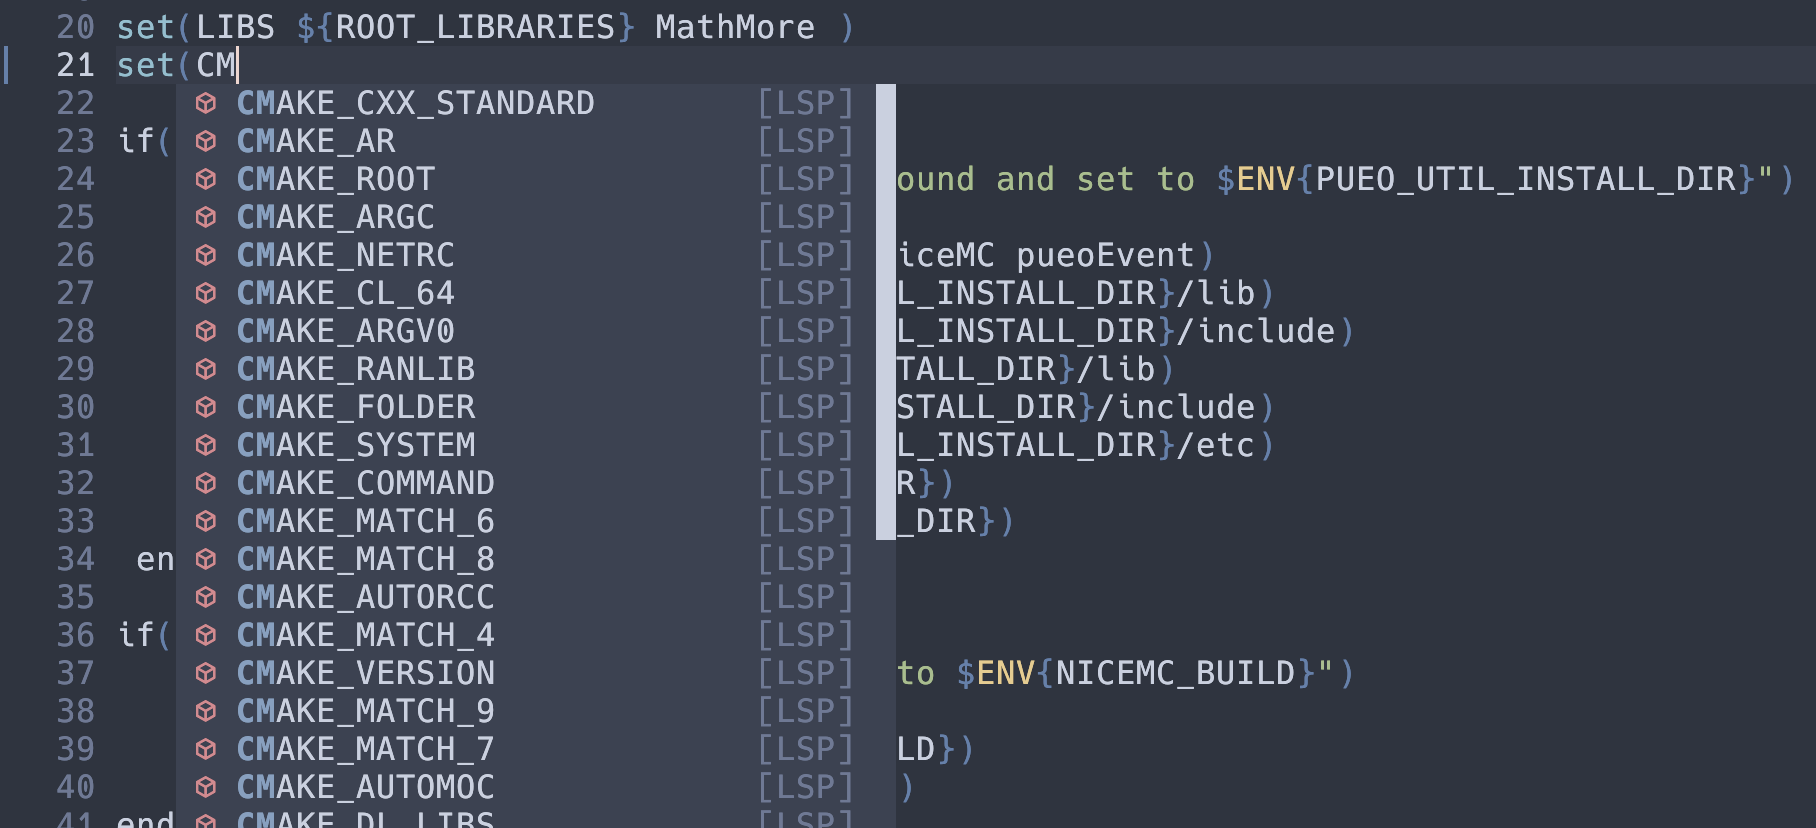 20 set(LIBS ${ROOT_LIBRARIES} MathMore )
21 set(CM
22 CMAKE_CXX_STANDARD [LSP]
23 if( CMAKE_AR [LSP]
24 CMAKE_ROOT [LSP] ound and set to $ENV{PUEO_UTIL_INSTALL_DIR}")
25 CMAKE_ARGC [LSP]
26 CMAKE_NETRC [LSP] iceMC pueoEvent)
27 CMAKE_CL_64 [LSP] L_INSTALL_DIR}/lib)
28 CMAKE_ARGV0 [LSP] L_INSTALL_DIR}/include)
29 CMAKE_RANLIB [LSP] TALL_DIR}/lib)
30 CMAKE_FOLDER [LSP] STALL_DIR}/include)
31 CMAKE_SYSTEM [LSP] L_INSTALL_DIR}/etc)
32 CMAKE_COMMAND [LSP] R})
33 CMAKE_MATCH_6 [LSP] _DIR})
34 en CMAKE_MATCH_8 [LSP]
35 CMAKE_AUTORCC [LSP]
36 if( CMAKE_MATCH_4 [LSP]
37 CMAKE_VERSION [LSP] to $ENV{NICEMC_BUILD}")
38 CMAKE_MATCH_9 [LSP]
39 CMAKE_MATCH_7 [LSP] LD})
40 CMAKE_AUTOMOC [LSP] )
41 end CMAKE_DL_LIBS [LSP]